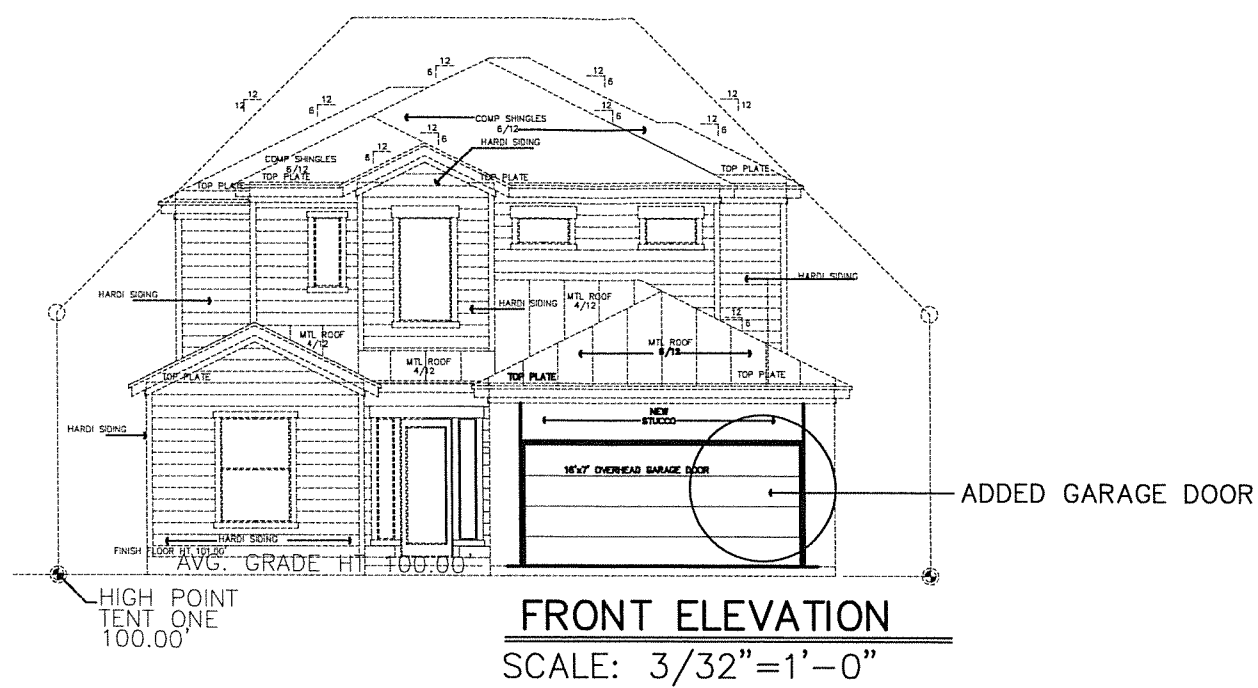 12
6
12
6
12
12
12
6
12
12
COMP SHINGLES
6/12
12
6
12
6
12
6
HARDI SIDING
12
6
COMP SHINGLES
6/12
TOP PLATE
TOP PLATE
TOP PLATE
TOP PLATE
HARDI SIDING
HARDI SIDING
HARDI SIDING
MTL ROOF
4/12
12
6
MTL ROOF
4/12
MTL ROOF
6/12
MTL ROOF
4/12
TOP PLATE
TOP PLATE
TOP PLATE
NEW
STUCCO
HARDI SIDING
16'x7' OVERHEAD GARAGE DOOR
ADDED GARAGE DOOR
HARDI SIDING
FINISH FLOOR HT 101.00'
AVG. GRADE HT 100.00'
HIGH POINT
TENT ONE
100.00'
FRONT ELEVATION
SCALE: 3/32"=1'-0"